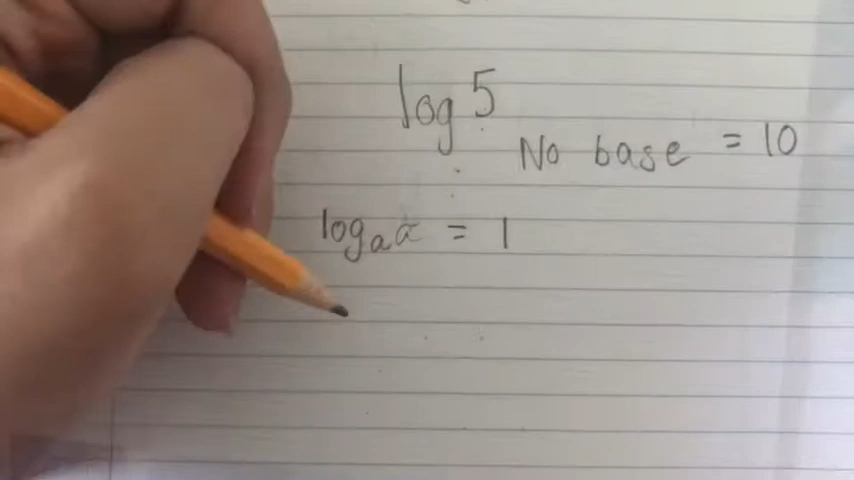 log 5
No base = 10
logₐa = 1